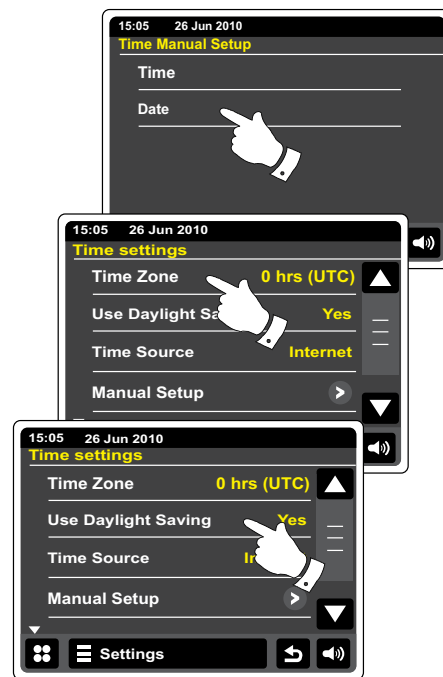 15:05 26 Jun 2010
Time Manual Setup
Time
Date
15:05 26 Jun 2010
Time settings
Time Zone 0 hrs (UTC)
Use Daylight Sa Yes
Time Source Internet
Manual Setup
15:05 26 Jun 2010
Time settings
Time Zone 0 hrs (UTC)
Use Daylight Saving Yes
Time Source
Manual Setup
Settings